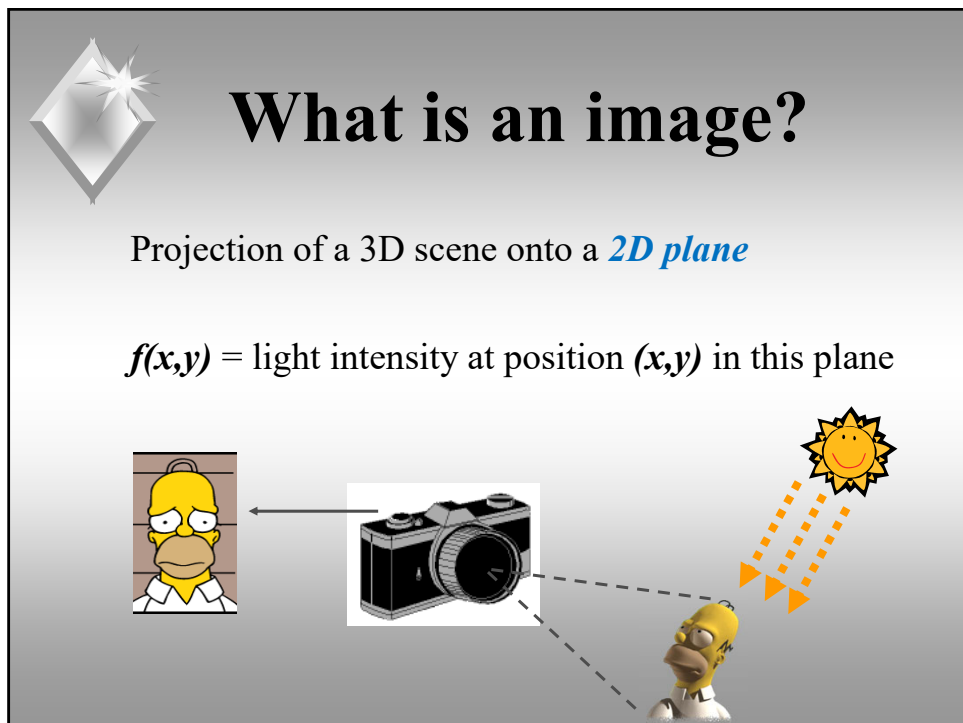 What is an image?
Projection of a 3D scene onto a 2D plane
f(x,y) = light intensity at position (x,y) in this plane